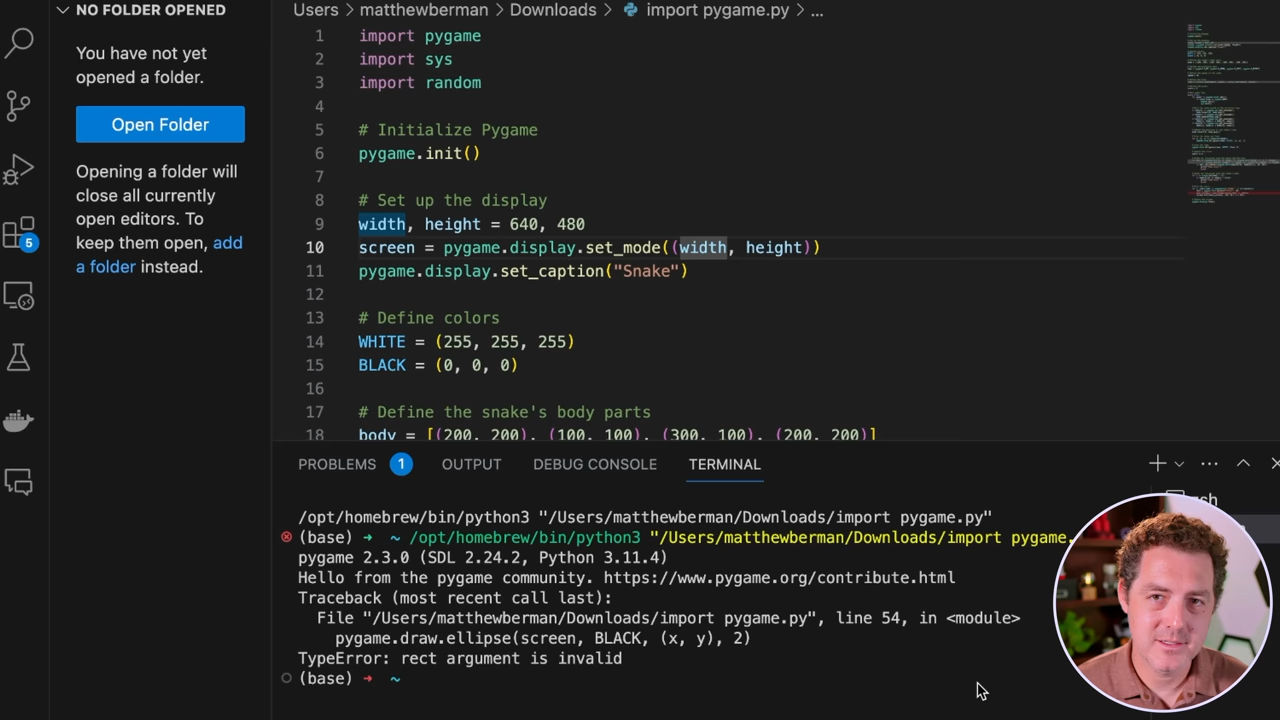 NO FOLDER OPENED
You have not yet
opened a folder.
Open Folder
Opening a folder will
close all currently
open editors. To
keep them open, add
a folder instead.
5
Users > matthewberman > Downloads > import pygame.py > ...
1 import pygame
2 import sys
3 import random
4
5 # Initialize Pygame
6 pygame.init()
7
8 # Set up the display
9 width, height = 640, 480
10 screen = pygame.display.set_mode((width, height))
11 pygame.display.set_caption("Snake")
12
13 # Define colors
14 WHITE = (255, 255, 255)
15 BLACK = (0, 0, 0)
16
17 # Define the snake's body parts
18 body = [(200, 200), (100, 100), (300, 100), (200, 200)]
PROBLEMS 1 OUTPUT DEBUG CONSOLE TERMINAL
/opt/homebrew/bin/python3 "/Users/matthewberman/Downloads/import pygame.py"
(base) ➜ ~ /opt/homebrew/bin/python3 "/Users/matthewberman/Downloads/import pygame.
pygame 2.3.0 (SDL 2.24.2, Python 3.11.4)
Hello from the pygame community. https://www.pygame.org/contribute.html
Traceback (most recent call last):
File "/Users/matthewberman/Downloads/import pygame.py", line 54, in <module>
pygame.draw.ellipse(screen, BLACK, (x, y), 2)
TypeError: rect argument is invalid
(base) ➜ ~